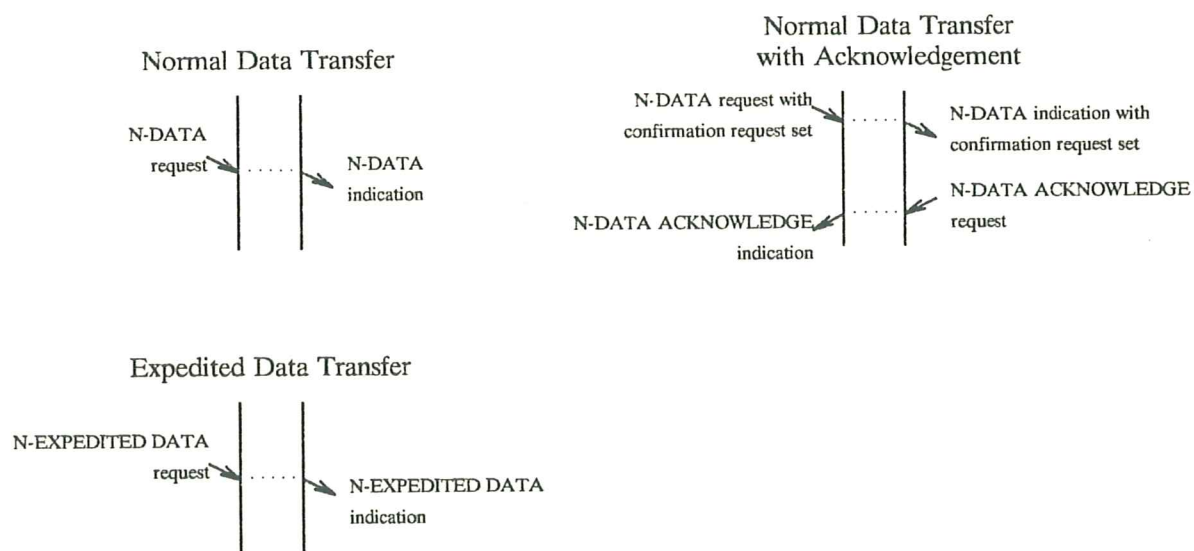 Normal Data Transfer
N-DATA
request
N-DATA
indication
Normal Data Transfer
with Acknowledgement
N-DATA request with
confirmation request set
N-DATA indication with
confirmation request set
N-DATA ACKNOWLEDGE
request
N-DATA ACKNOWLEDGE
indication
Expedited Data Transfer
N-EXPEDITED DATA
request
N-EXPEDITED DATA
indication